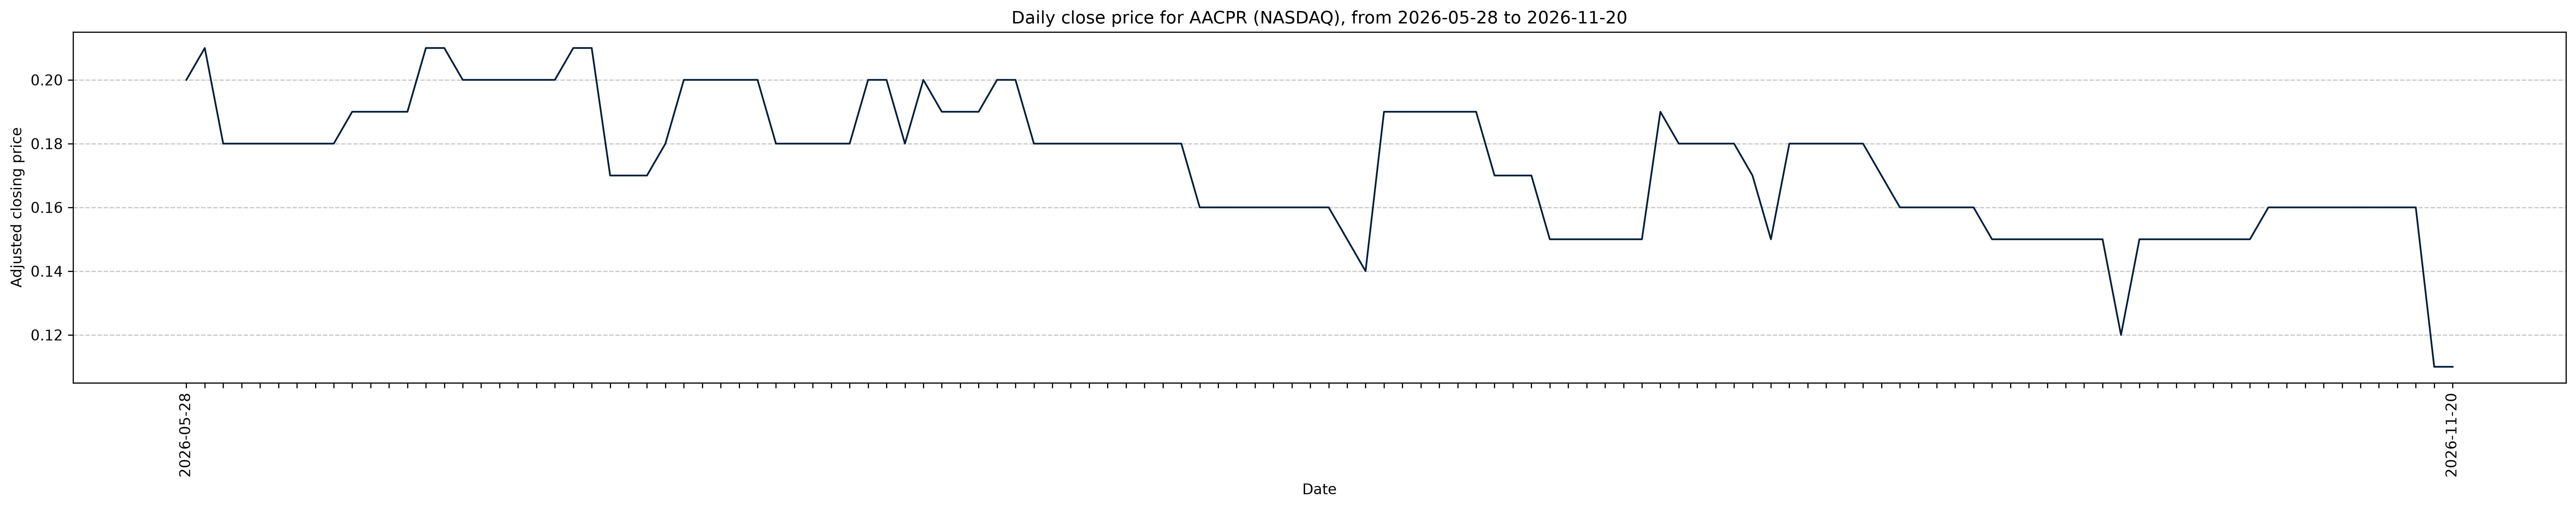 Daily close price for AACPR (NASDAQ), from 2026-05-28 to 2026-11-20
Adjusted closing price
0.20
0.18
0.16
0.14
0.12
2026-05-28
2026-11-20
Date